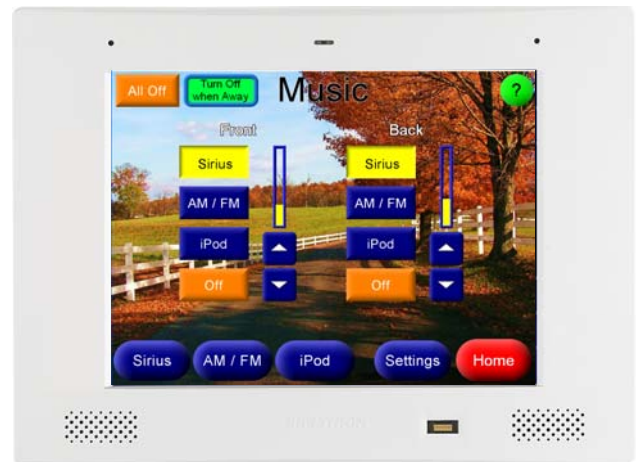 All Off
Turn Off
when Away
Music
?
Front
Back
Sirius
Sirius
AM / FM
AM / FM
iPod
iPod
Off
Off
Sirius
AM / FM
iPod
Settings
Home
CRESTRON